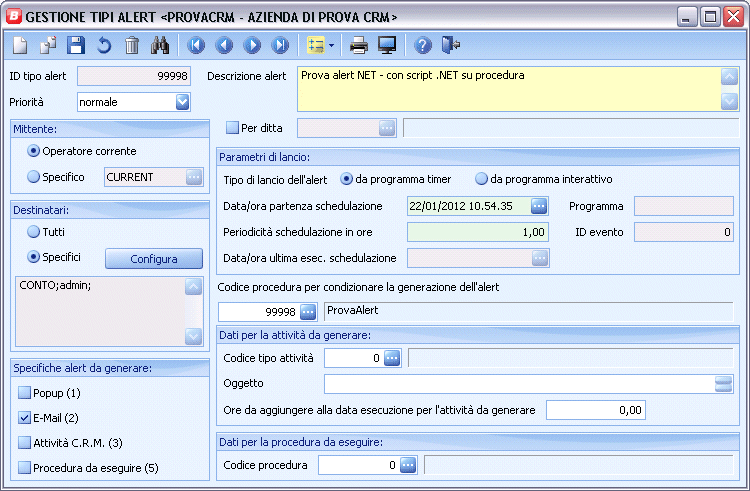 GESTIONE TIPI ALERT <PROVACRM - AZIENDA DI PROVA CRM>
ID tipo alert 99998
Descrizione alert Prova alert NET - con script .NET su procedura
Priorità normale
Per ditta
Mittente:
Operatore corrente
Specifico CURRENT
Destinatari:
Tutti
Specifici Configura
CONTO;admin;
Specifiche alert da generare:
Popup (1)
E-Mail (2)
Attività C.R.M. (3)
Procedura da eseguire (5)
Parametri di lancio:
Tipo di lancio dell'alert da programma timer da programma interattivo
Data/ora partenza schedulazione 22/01/2012 10.54.35 Programma
Periodicità schedulazione in ore 1,00 ID evento 0
Data/ora ultima esec. schedulazione
Codice procedura per condizionare la generazione dell'alert
99998 ProvaAlert
Dati per la attività da generare:
Codice tipo attività 0
Oggetto
Ore da aggiungere alla data esecuzione per l'attività da generare 0,00
Dati per la procedura da eseguire:
Codice procedura 0